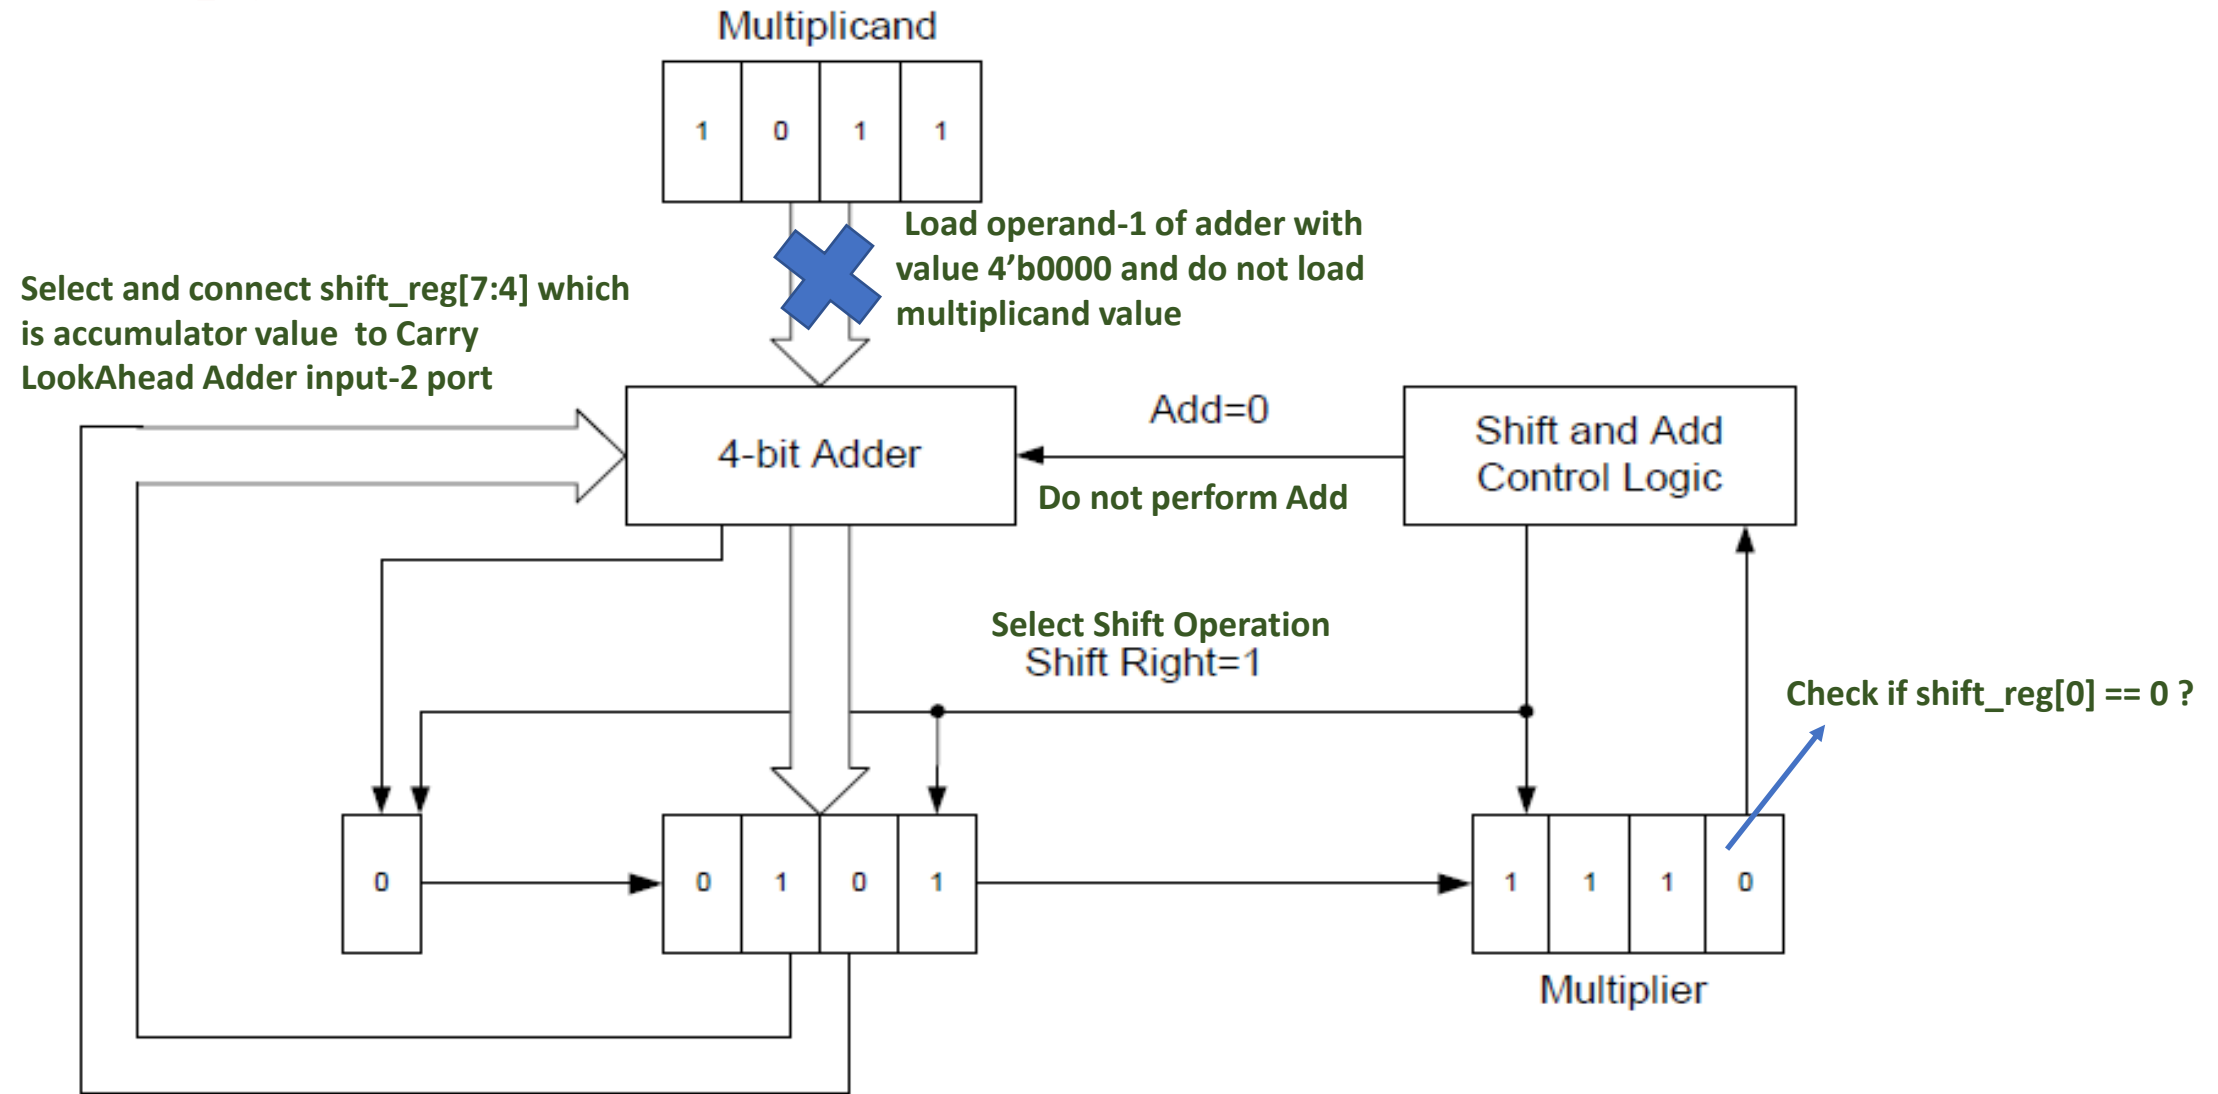 Multiplicand
1 0 1 1
Load operand-1 of adder with
value 4’b0000 and do not load
multiplicand value
Select and connect shift_reg[7:4] which
is accumulator value to Carry
LookAhead Adder input-2 port
4-bit Adder
Add=0
Do not perform Add
Shift and Add
Control Logic
Select Shift Operation
Shift Right=1
Check if shift_reg[0] == 0 ?
0
0 1 0 1
1 1 1 0
Multiplier